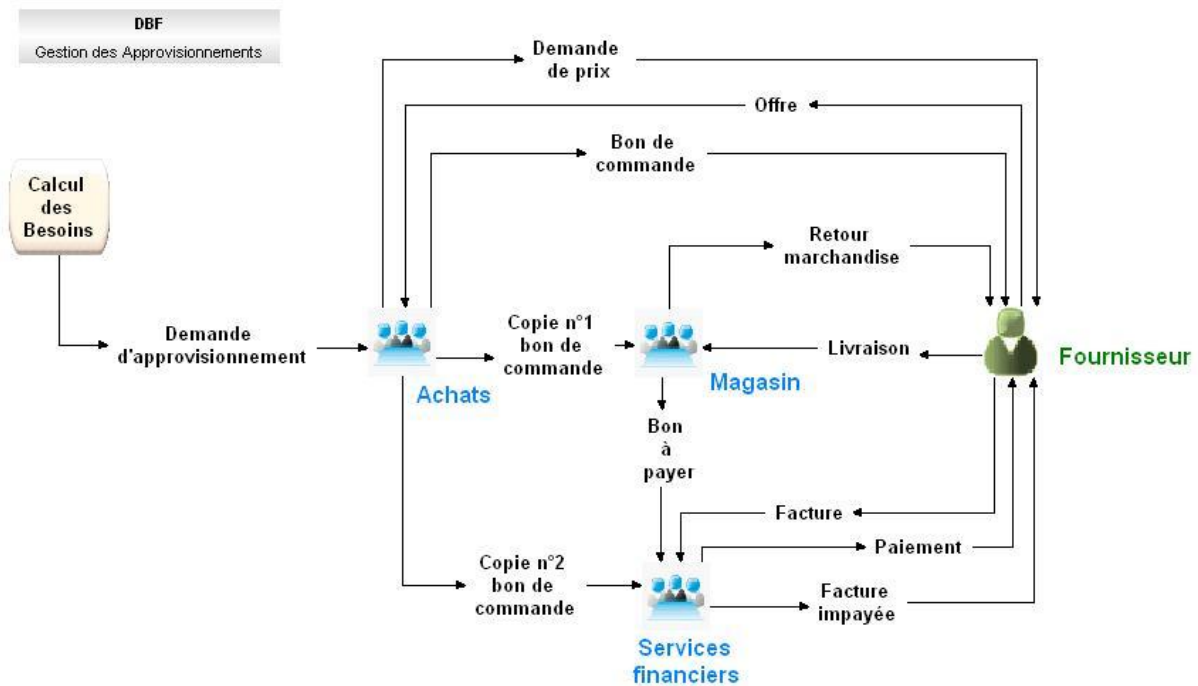 DBF
Gestion des Approvisionnements
Demande
de prix
Offre
Bon de
commande
Calcul
des
Besoins
Retour
marchandise
Demande
d'approvisionnement
Copie n°1
bon de
commande
Livraison
Fournisseur
Achats
Magasin
Bon
à
payer
Facture
Paiement
Copie n°2
bon de
commande
Facture
impayée
Services
financiers